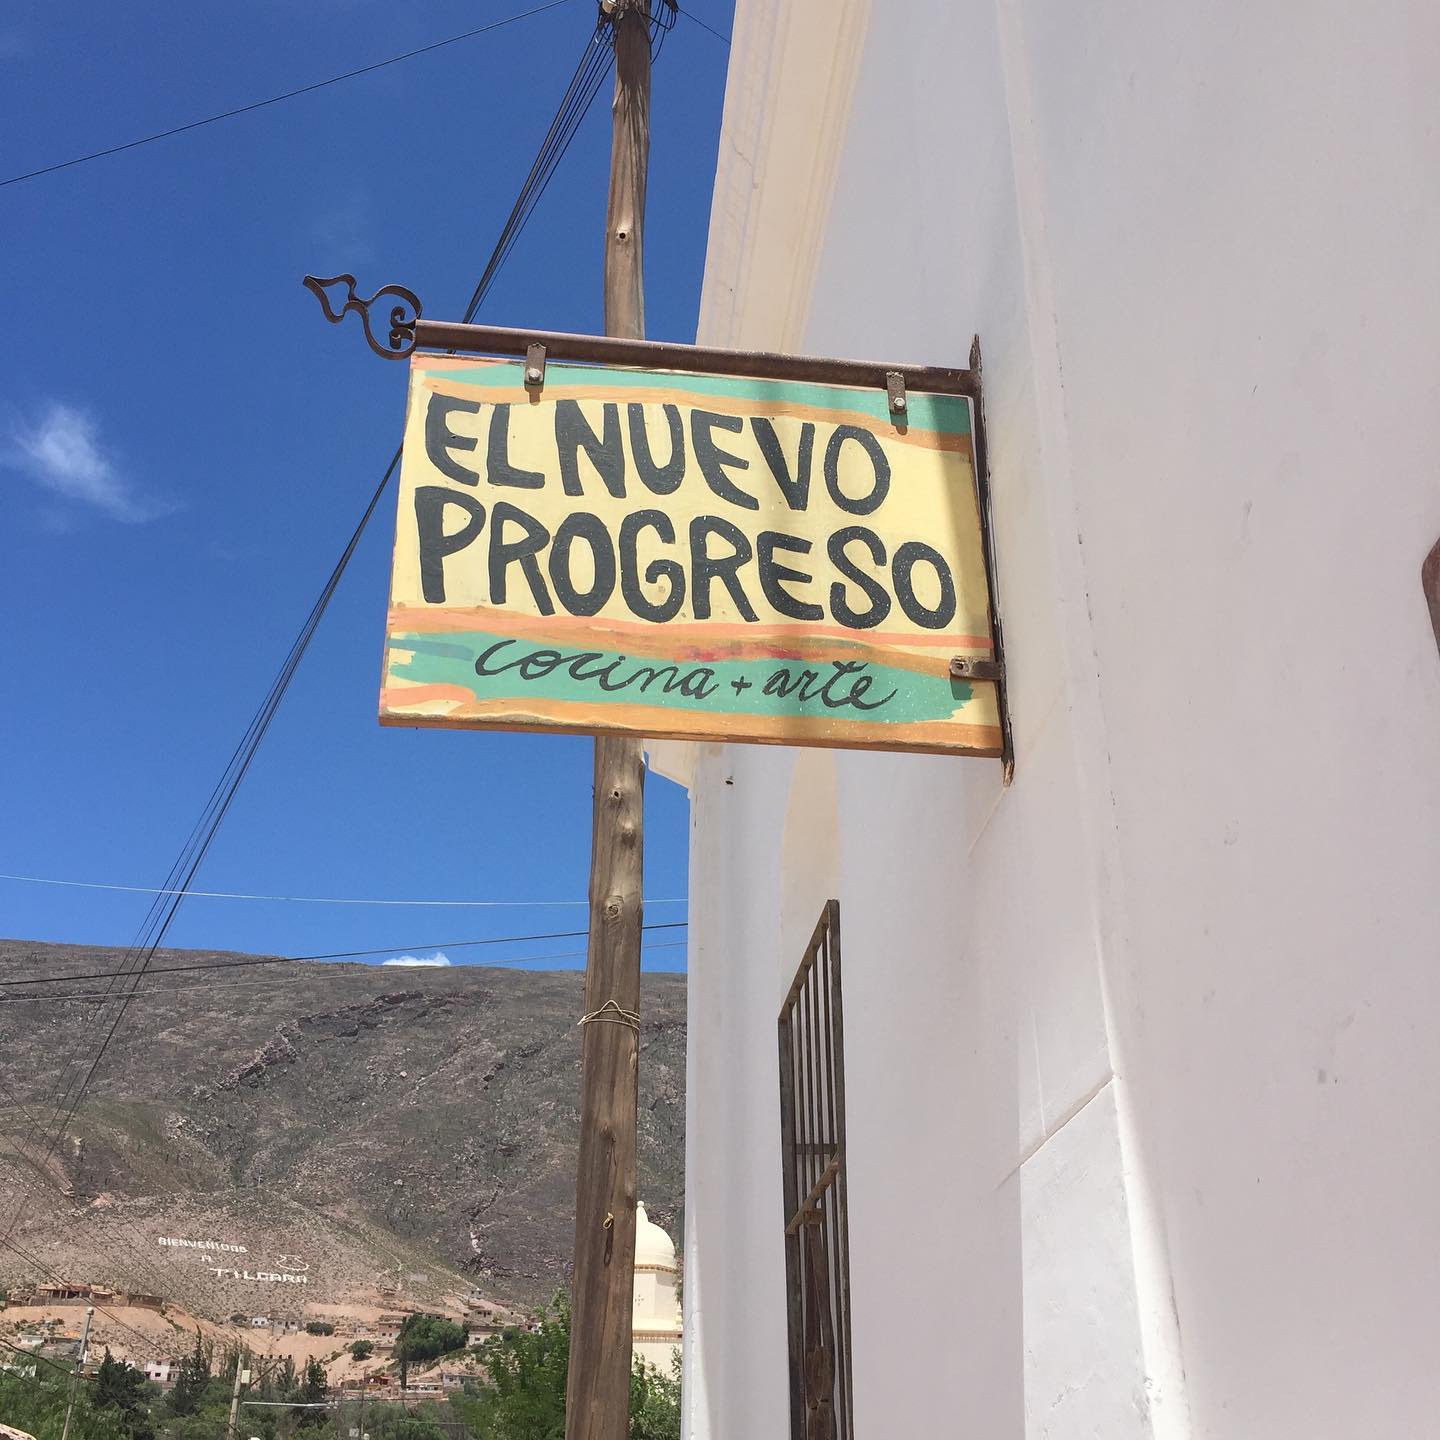 EL NUEVO
PROGRESO
cocina + arte
BIENVENIDOS
A
TILCARA